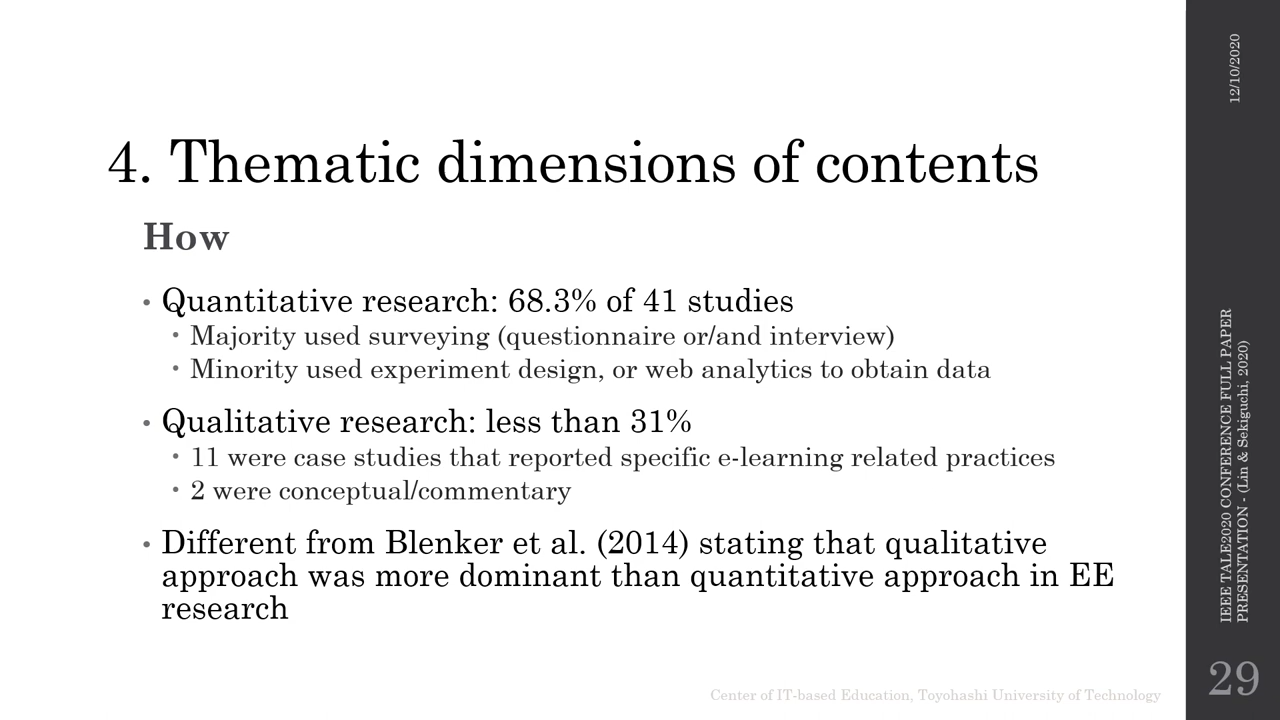 4. Thematic dimensions of contents
How
• Quantitative research: 68.3% of 41 studies
• Majority used surveying (questionnaire or/and interview)
• Minority used experiment design, or web analytics to obtain data
• Qualitative research: less than 31%
• 11 were case studies that reported specific e-learning related practices
• 2 were conceptual/commentary
• Different from Blenker et al. (2014) stating that qualitative
approach was more dominant than quantitative approach in EE
research
Center of IT-based Education, Toyohashi University of Technology
12/10/2020
IEEE TALE2020 CONFERENCE FULL PAPER
PRESENTATION - (Lin & Sekiguchi, 2020)
29